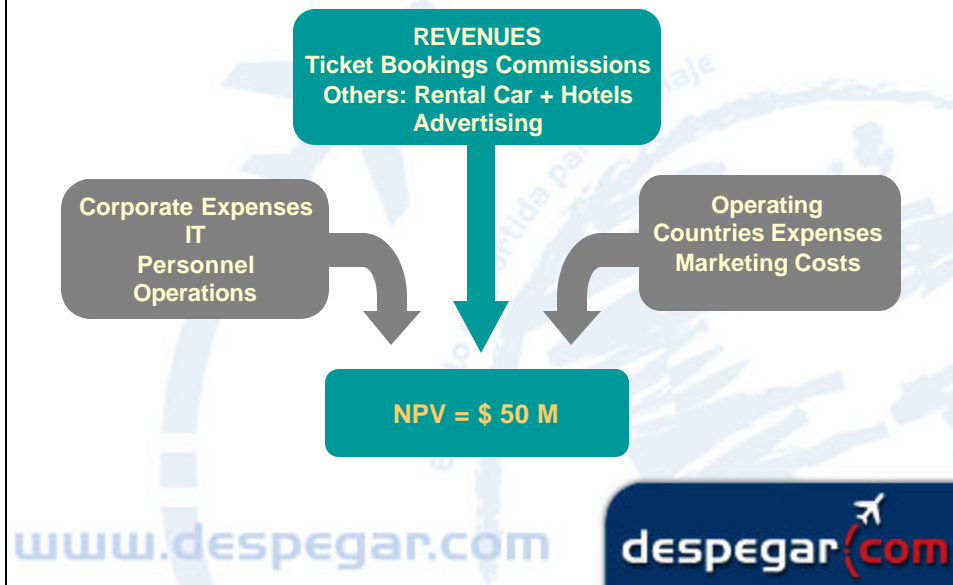 REVENUES
Ticket Bookings Commissions
Others: Rental Car + Hotels
Advertising
Corporate Expenses
IT
Personnel
Operations
Operating
Countries Expenses
Marketing Costs
NPV = $ 50 M
www.despegar.com
despegar.com